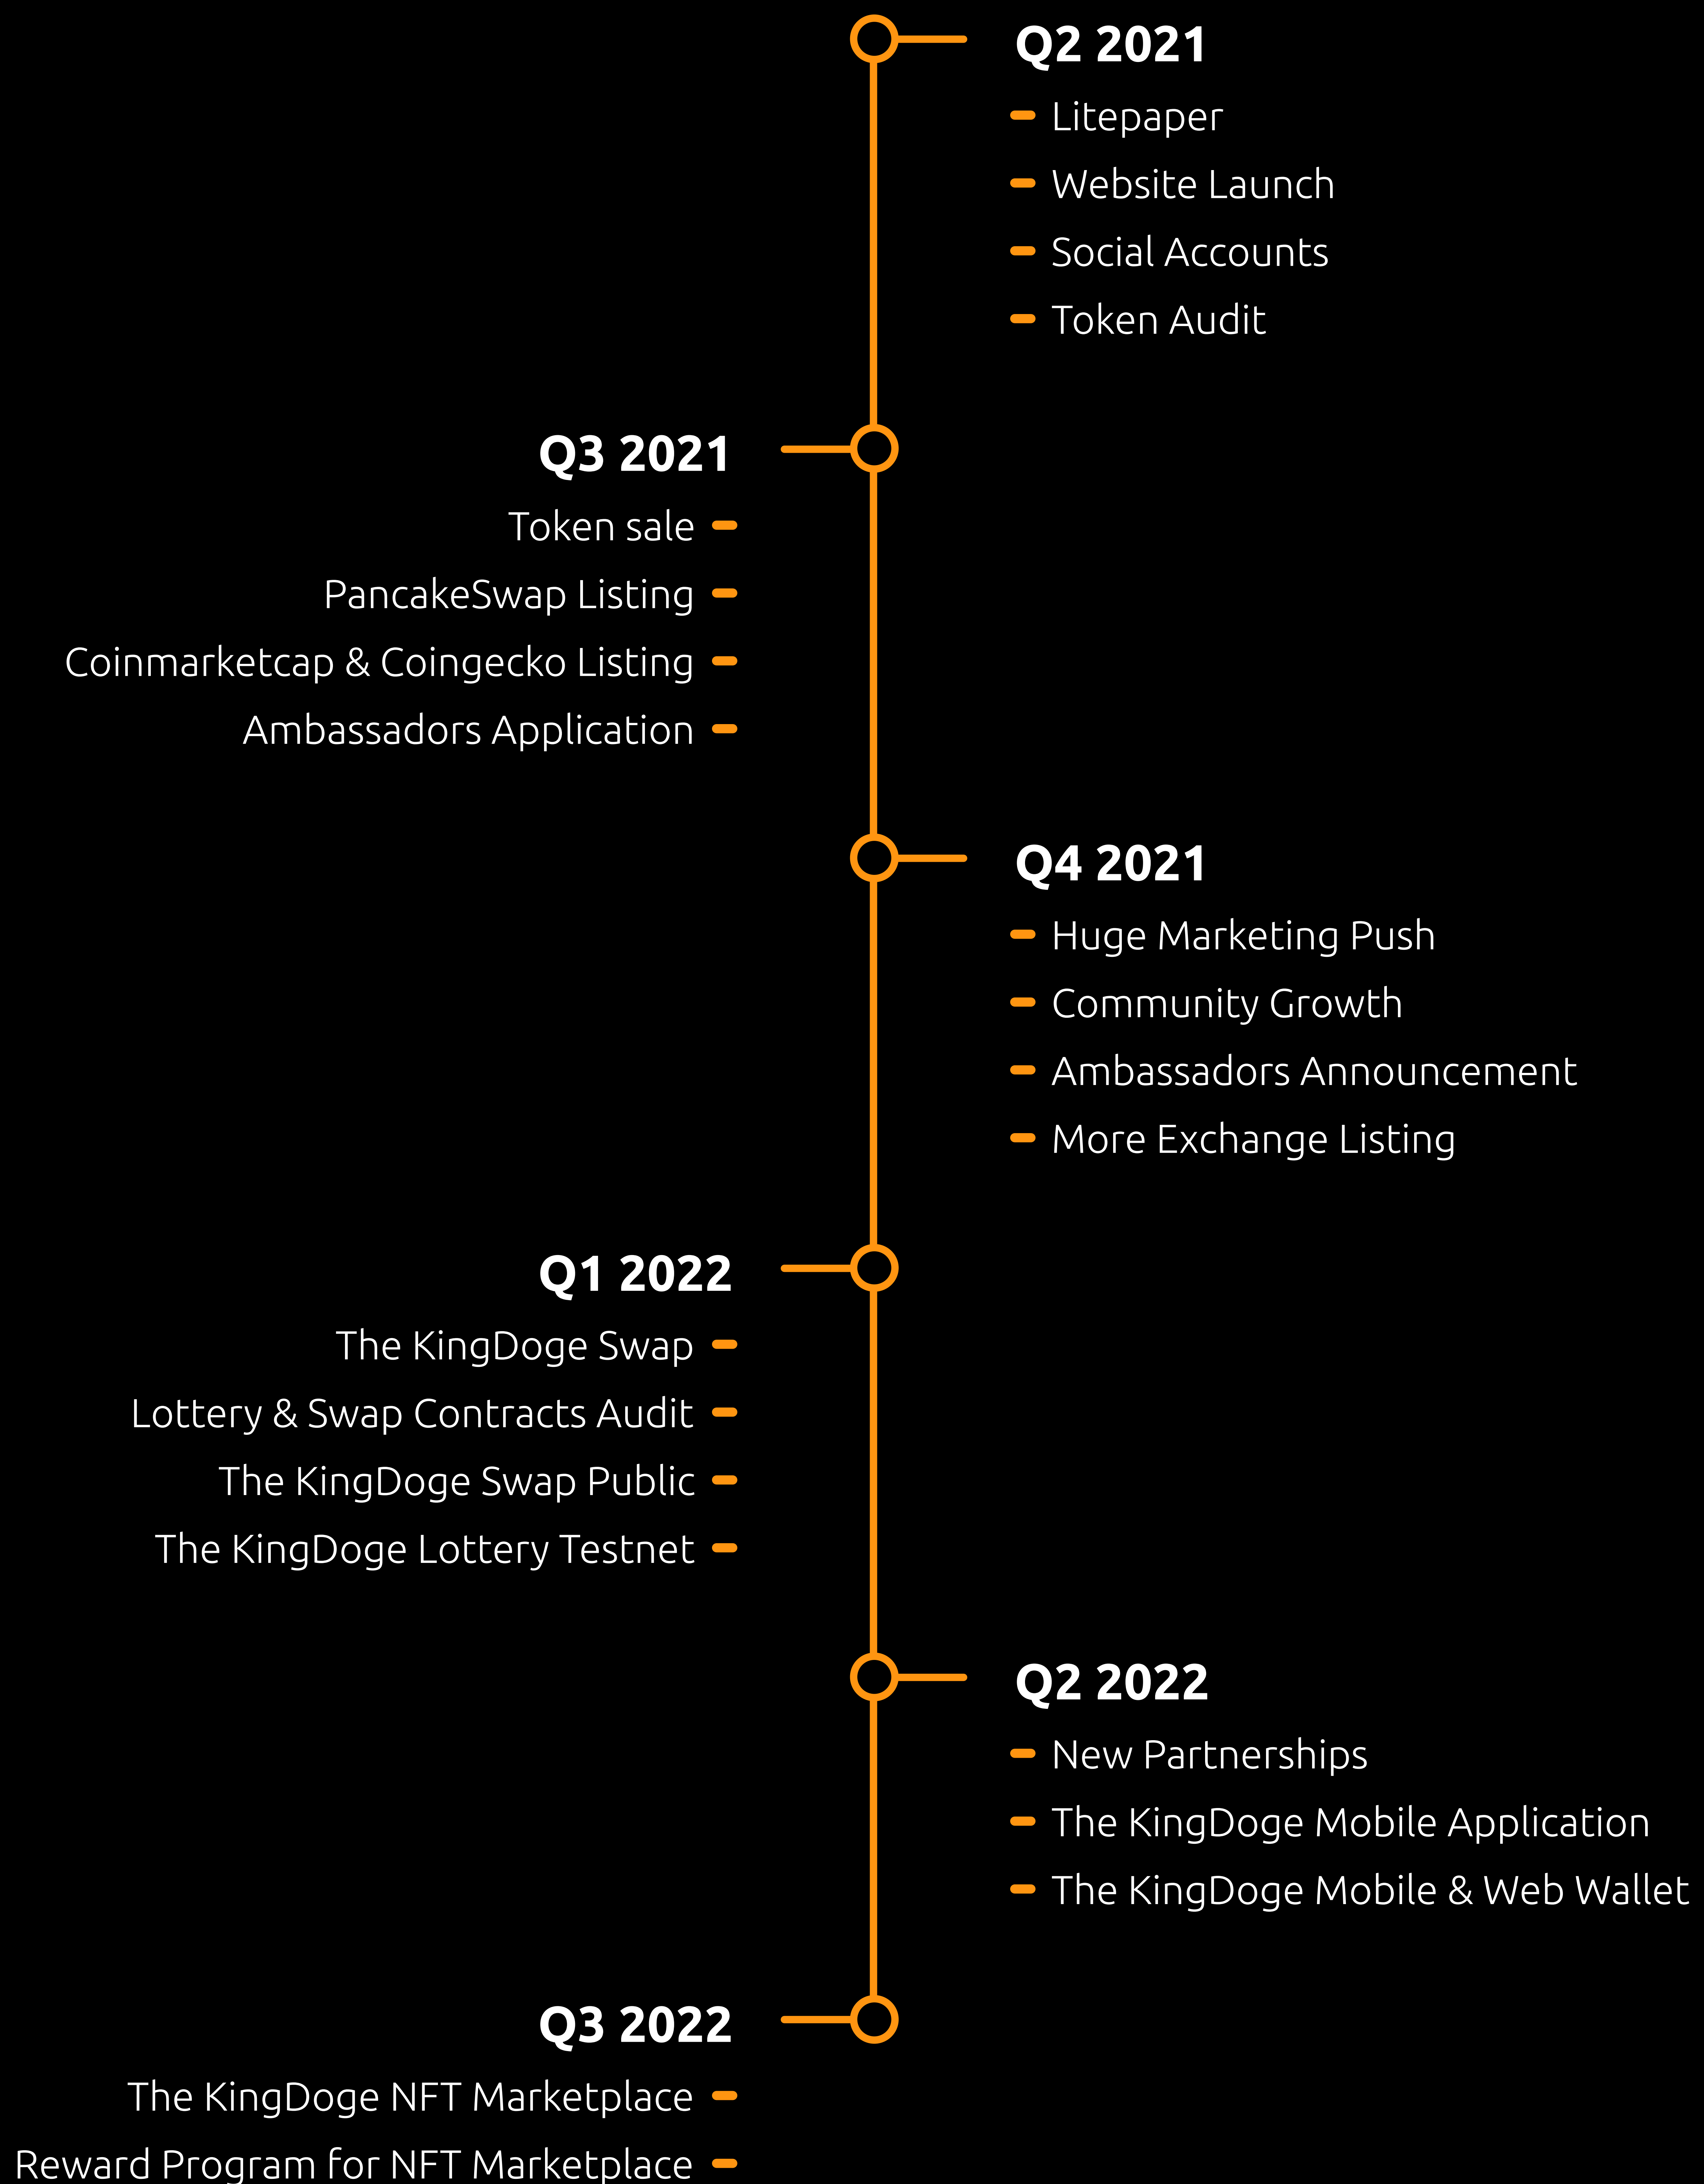 Q2 2021
Litepaper
Website Launch
Social Accounts
Token Audit
Q3 2021
Token sale
PancakeSwap Listing
Coinmarketcap & Coingecko Listing
Ambassadors Application
Q4 2021
Huge Marketing Push
Community Growth
Ambassadors Announcement
More Exchange Listing
Q1 2022
The KingDoge Swap
Lottery & Swap Contracts Audit
The KingDoge Swap Public
The KingDoge Lottery Testnet
Q2 2022
New Partnerships
The KingDoge Mobile Application
The KingDoge Mobile & Web Wallet
Q3 2022
The KingDoge NFT Marketplace
Reward Program for NFT Marketplace